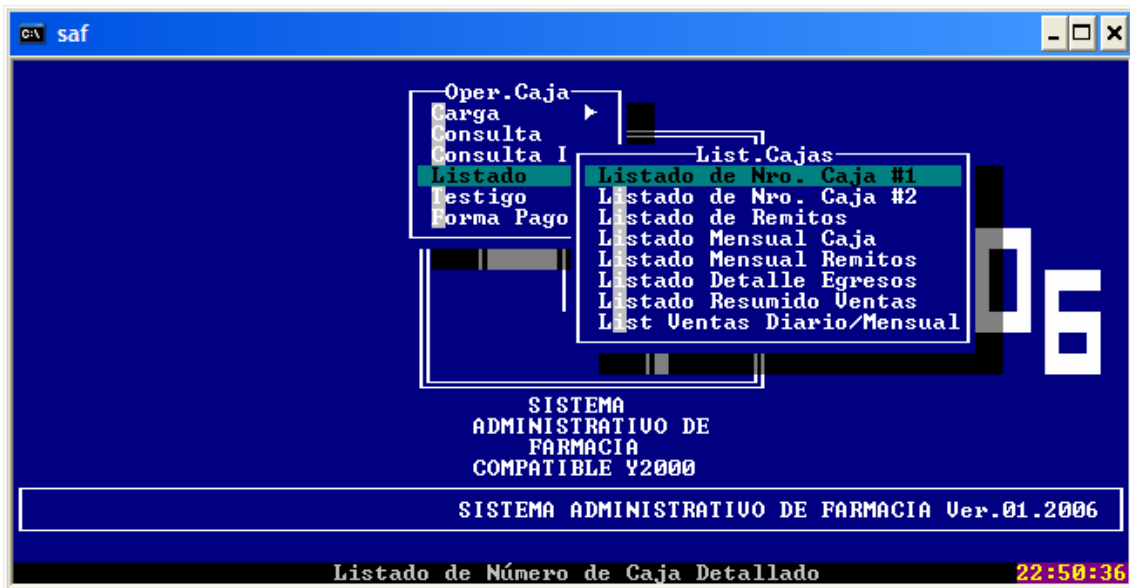 saf
Oper.Caja
Carga
Consulta
Consulta I
Listado
Testigo
Forma Pago
List.Cajas
Listado de Nro. Caja #1
Listado de Nro. Caja #2
Listado de Remitos
Listado Mensual Caja
Listado Mensual Remitos
Listado Detalle Egresos
Listado Resumido Ventas
List Ventas Diario/Mensual
06
SISTEMA
ADMINISTRATIVO DE
FARMACIA
COMPATIBLE Y2000
SISTEMA ADMINISTRATIVO DE FARMACIA Ver.01.2006
Listado de Número de Caja Detallado
22:50:36